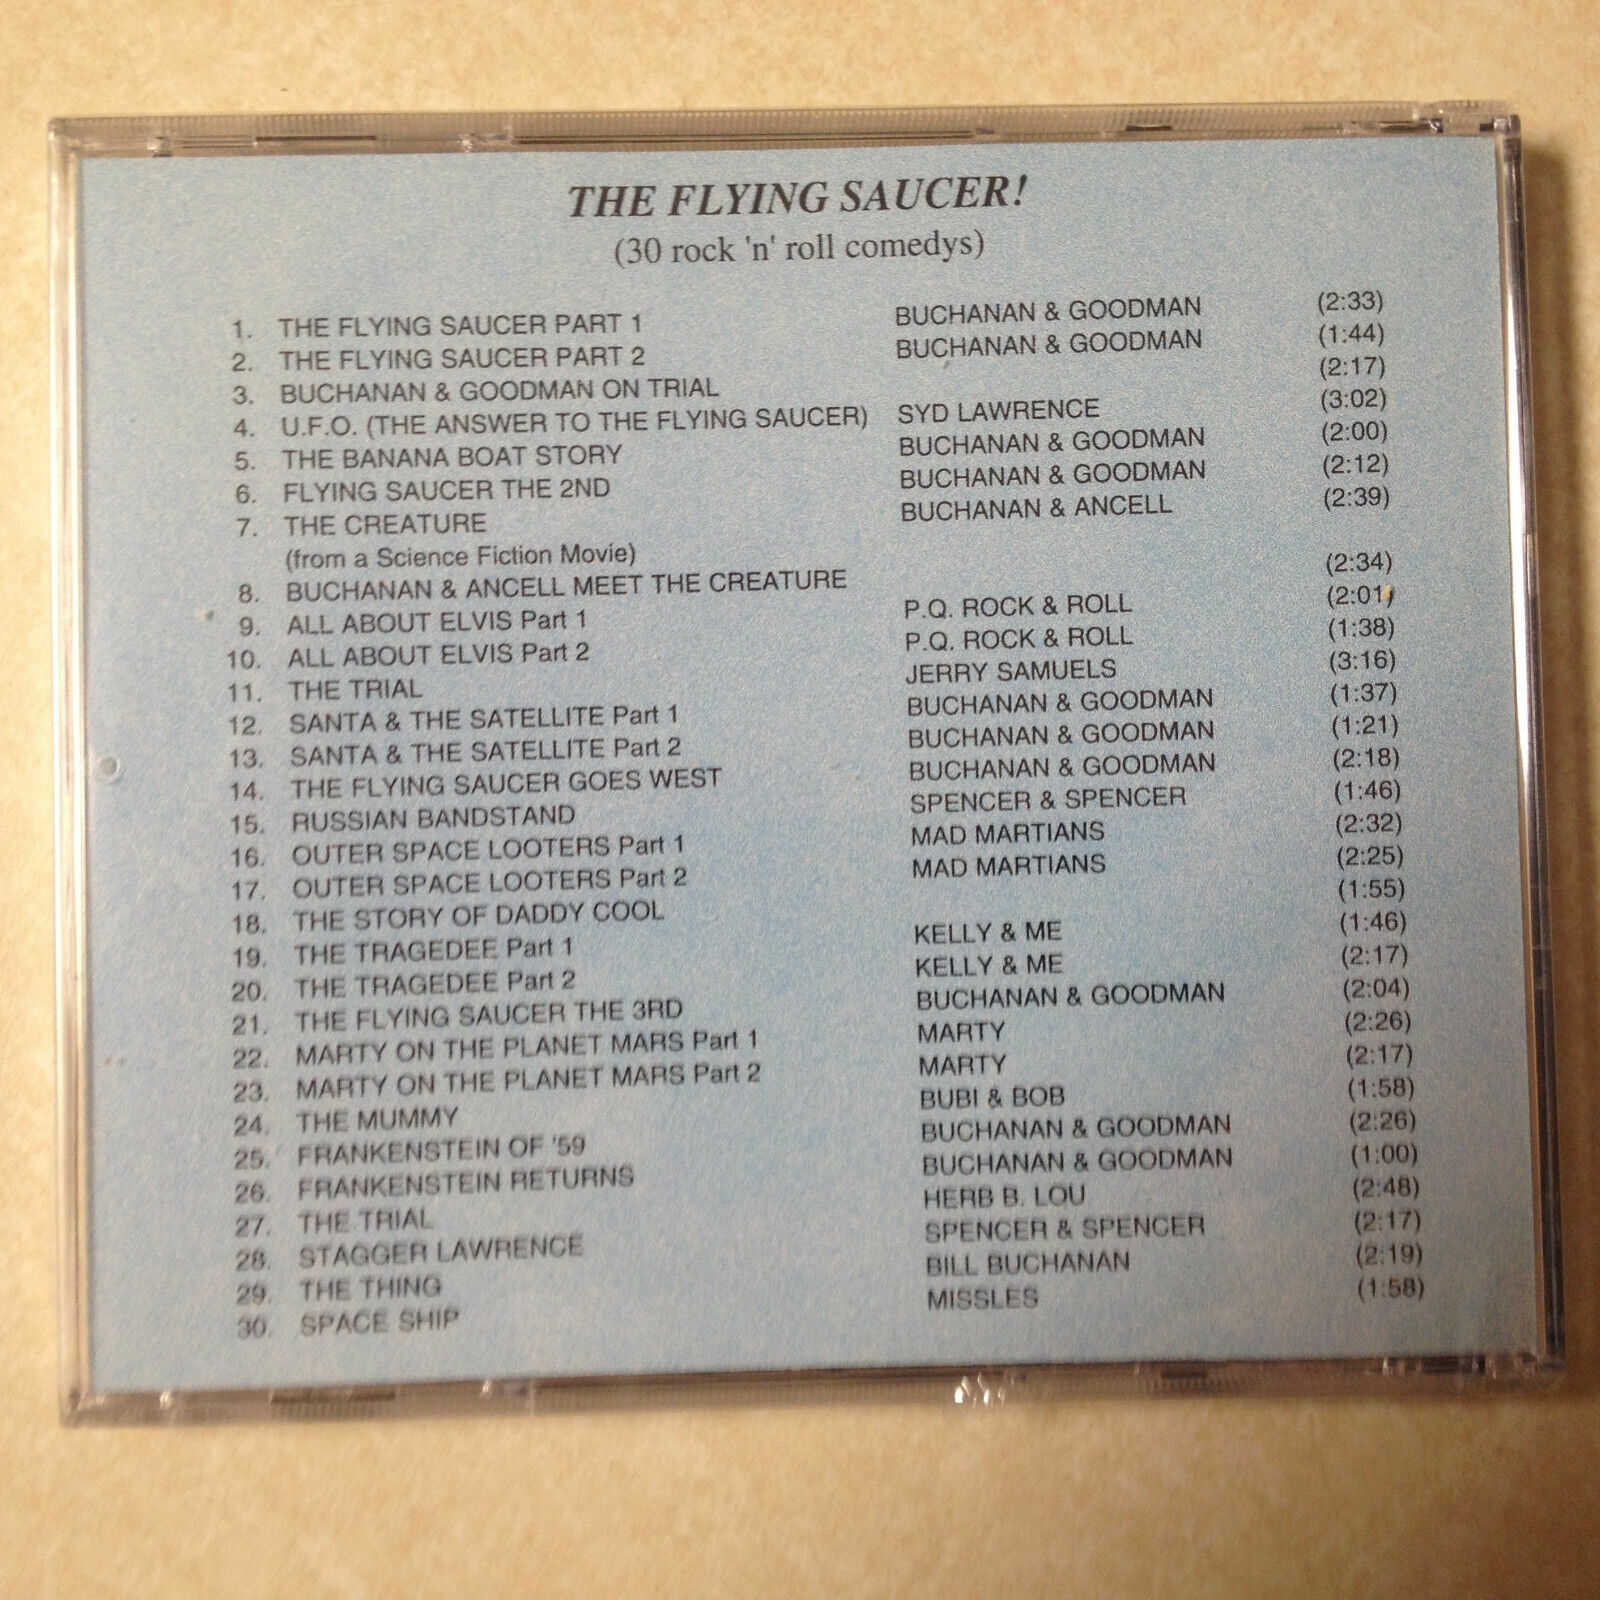 THE FLYING SAUCER!
(30 rock 'n' roll comedys)
1. THE FLYING SAUCER PART 1 BUCHANAN & GOODMAN (2:33)
2. THE FLYING SAUCER PART 2 BUCHANAN & GOODMAN (1:44)
3. BUCHANAN & GOODMAN ON TRIAL (2:17)
4. U.F.O. (THE ANSWER TO THE FLYING SAUCER) SYD LAWRENCE (3:02)
5. THE BANANA BOAT STORY BUCHANAN & GOODMAN (2:00)
6. FLYING SAUCER THE 2ND BUCHANAN & GOODMAN (2:12)
7. THE CREATURE BUCHANAN & ANCELL (2:39)
(from a Science Fiction Movie)
8. BUCHANAN & ANCELL MEET THE CREATURE (2:34)
9. ALL ABOUT ELVIS Part 1 P.Q. ROCK & ROLL (2:01)
10. ALL ABOUT ELVIS Part 2 P.Q. ROCK & ROLL (1:38)
11. THE TRIAL JERRY SAMUELS (3:16)
12. SANTA & THE SATELLITE Part 1 BUCHANAN & GOODMAN (1:37)
13. SANTA & THE SATELLITE Part 2 BUCHANAN & GOODMAN (1:21)
14. THE FLYING SAUCER GOES WEST BUCHANAN & GOODMAN (2:18)
15. RUSSIAN BANDSTAND SPENCER & SPENCER (1:46)
16. OUTER SPACE LOOTERS Part 1 MAD MARTIANS (2:32)
17. OUTER SPACE LOOTERS Part 2 MAD MARTIANS (2:25)
18. THE STORY OF DADDY COOL (1:55)
19. THE TRAGEDEE Part 1 KELLY & ME (1:46)
20. THE TRAGEDEE Part 2 KELLY & ME (2:17)
21. THE FLYING SAUCER THE 3RD BUCHANAN & GOODMAN (2:04)
22. MARTY ON THE PLANET MARS Part 1 MARTY (2:26)
23. MARTY ON THE PLANET MARS Part 2 MARTY (2:17)
24. THE MUMMY BUBI & BOB (1:58)
25. FRANKENSTEIN OF '59 BUCHANAN & GOODMAN (2:26)
26. FRANKENSTEIN RETURNS BUCHANAN & GOODMAN (1:00)
27. THE TRIAL HERB B. LOU (2:48)
28. STAGGER LAWRENCE SPENCER & SPENCER (2:17)
29. THE THING BILL BUCHANAN (2:19)
30. SPACE SHIP MISSLES (1:58)